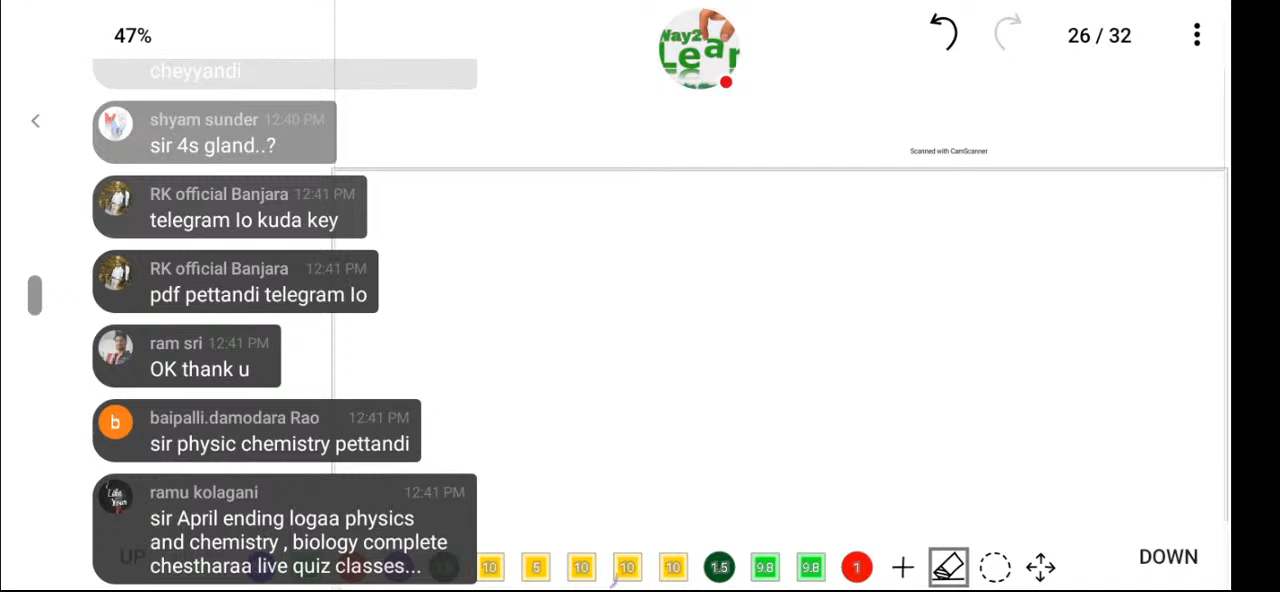 47%
Way2
Lear
26 / 32
cheyyandi
shyam sunder 12:40 PM
sir 4s gland..?
Scanned with CamScanner
RK official Banjara 12:41 PM
telegram lo kuda key
RK official Banjara 12:41 PM
pdf pettandi telegram lo
ram sri 12:41 PM
OK thank u
b
baipalli.damodara Rao 12:41 PM
sir physic chemistry pettandi
ramu kolagani 12:41 PM
sir April ending logaa physics
and chemistry , biology complete
chestharaa live quiz classes...
UP
10 5 10 10 10 1.5 9.8 9.8 1
DOWN